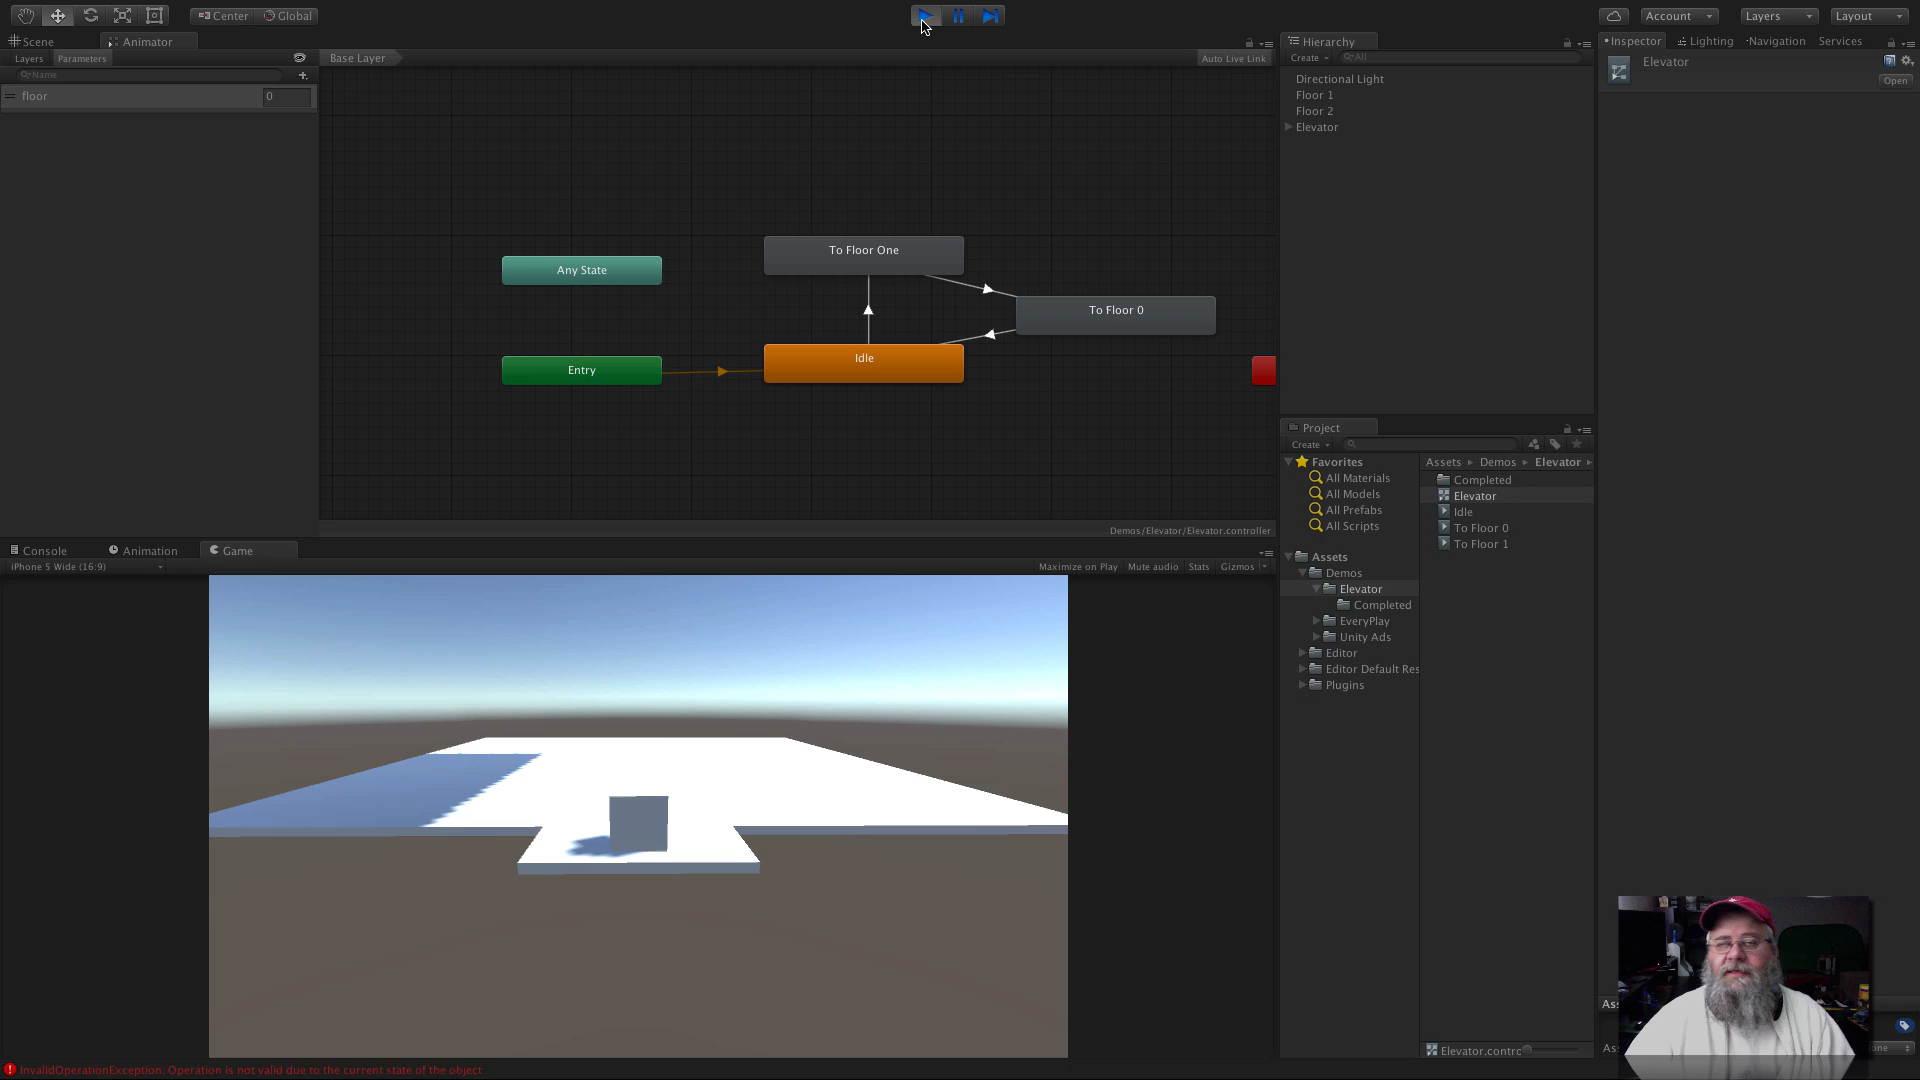 Center
Global
Account
Layers
Layout
Scene
Animator
Layers
Parameters
Name
floor
0
Base Layer
Auto Live Link
Any State
Entry
To Floor One
To Floor 0
Idle
Demos/Elevator/Elevator.controller
Hierarchy
Create
All
Directional Light
Floor 1
Floor 2
Elevator
Inspector
Lighting
Navigation
Services
Elevator
Open
Console
Animation
Game
iPhone 5 Wide (16:9)
Maximize on Play
Mute audio
Stats
Gizmos
Project
Create
Favorites
All Materials
All Models
All Prefabs
All Scripts
Assets
Demos
Elevator
Completed
EveryPlay
Unity Ads
Editor
Editor Default Res
Plugins
Assets
Demos
Elevator
Completed
Elevator
Idle
To Floor 0
To Floor 1
Elevator.contrc
InvalidOperationException: Operation is not valid due to the current state of the object